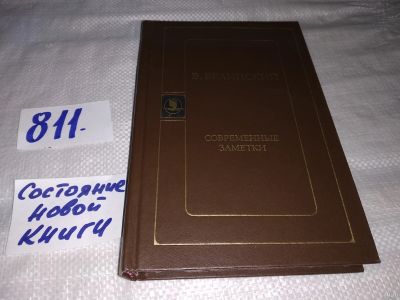 В. БЕЛИНСКИЙ
СОВРЕМЕННЫЕ
ЗАМЕТКИ
811.
Состояние
новой
КНИГИ